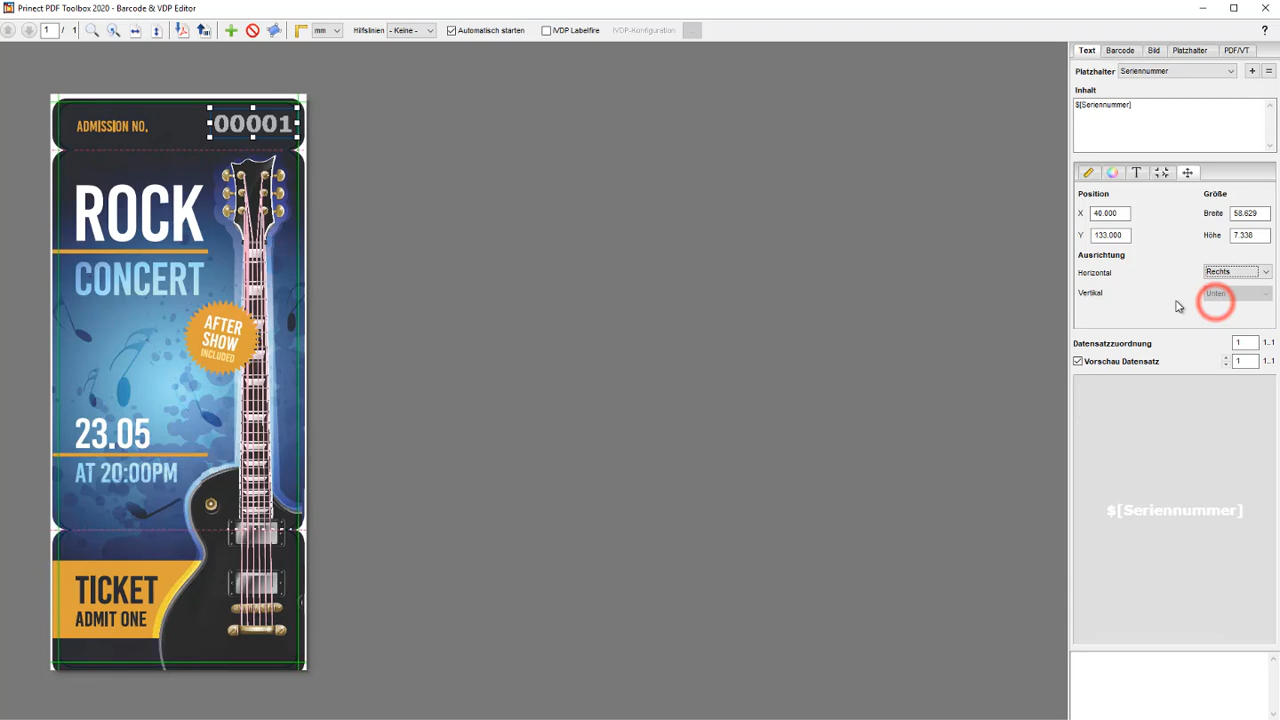 Prinect PDF Toolbox 2020 - Barcode & VDP Editor
1 / 1 mm Hilfslinien - Keine - Automatisch starten IVDP Labelfire IVDP-Konfiguration ... ?
Text Barcode Bild Platzhalter PDF/VT
Platzhalter Seriennummer + =
Inhalt
$[Seriennummer]
Position Größe
X 40.000 Breite 58.629
Y 133.000 Höhe 7.338
Ausrichtung
Horizontal Rechts
Vertikal Unten
Datensatzzuordnung 1 1..1
Vorschau Datensatz 1 1..1
$[Seriennummer]
ADMISSION NO. 00001
ROCK
CONCERT
AFTER
SHOW
INCLUDED
23.05
AT 20:00PM
TICKET
ADMIT ONE